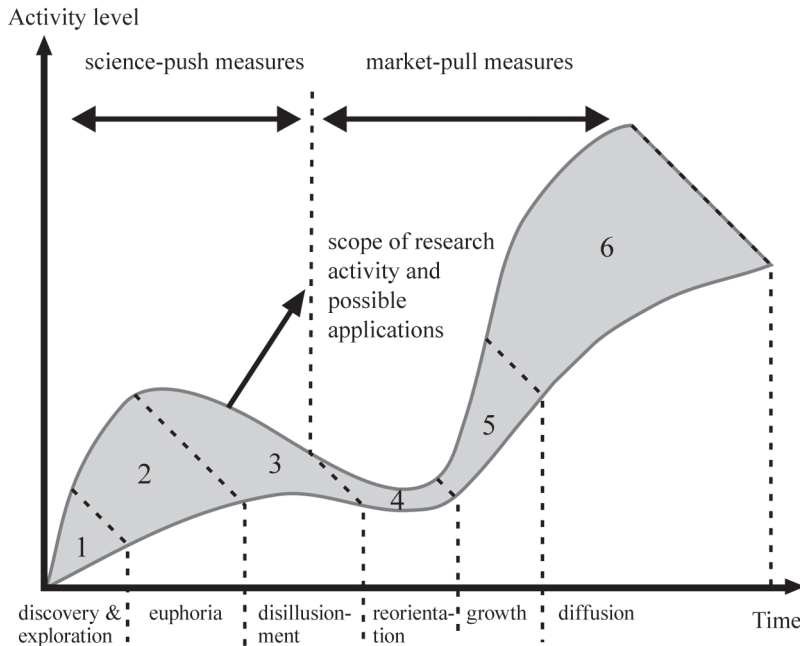 Activity level
science-push measures
market-pull measures
scope of research
activity and
possible
applications
6
5
3
2
4
1
discovery &
exploration
euphoria
disillusion-
ment
reorienta-
tion
growth
diffusion
Time